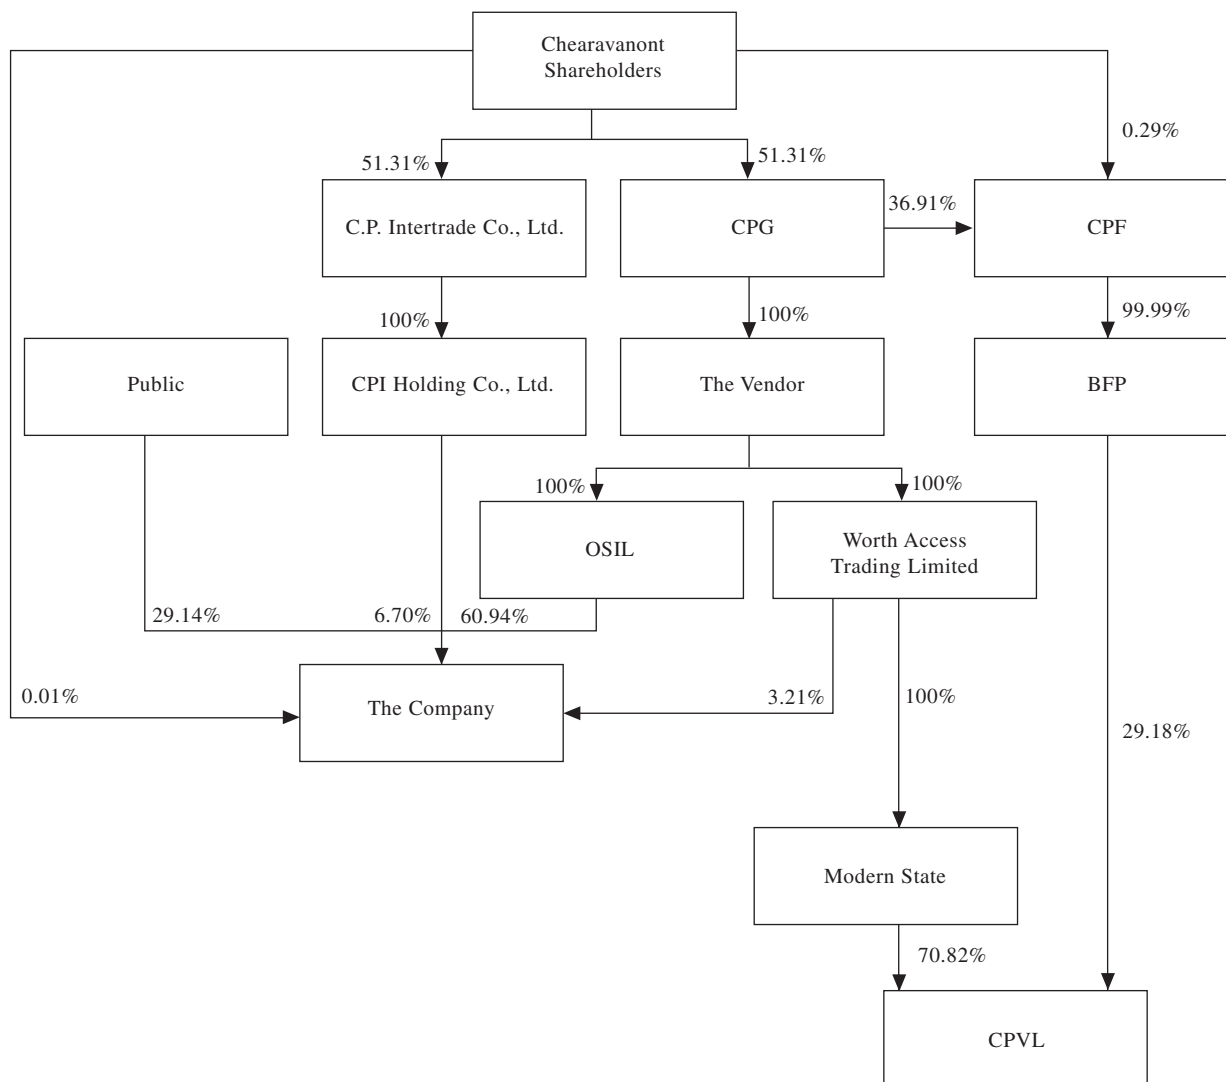 Chearavanont
Shareholders
0.29%
51.31%
51.31%
C.P. Intertrade Co., Ltd.
CPG
36.91%
CPF
100%
100%
99.99%
Public
CPI Holding Co., Ltd.
The Vendor
BFP
100%
100%
OSIL
Worth Access
Trading Limited
29.14%
6.70%
60.94%
0.01%
The Company
3.21%
100%
29.18%
Modern State
70.82%
CPVL